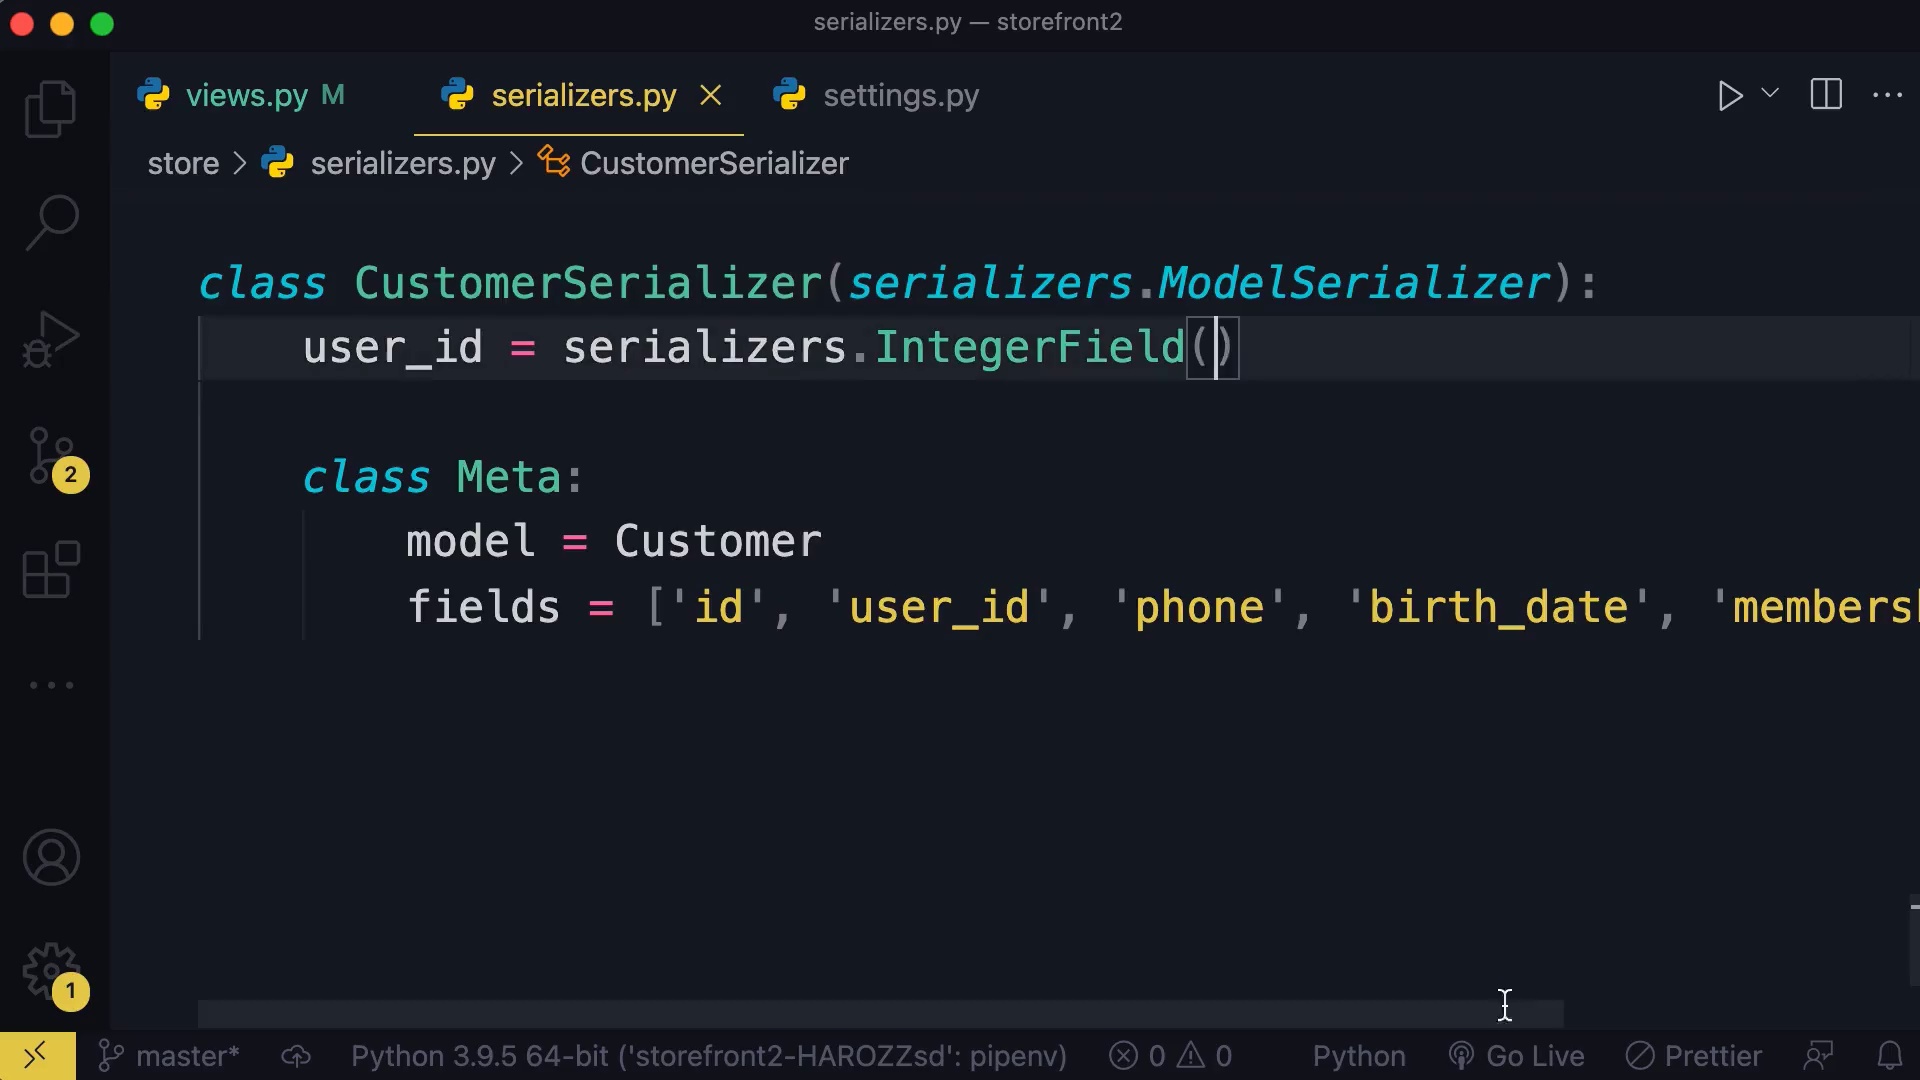 serializers.py — storefront2
views.py M serializers.py settings.py
store > serializers.py > CustomerSerializer
class CustomerSerializer(serializers.ModelSerializer):
user_id = serializers.IntegerField()
class Meta:
model = Customer
fields = ['id', 'user_id', 'phone', 'birth_date', 'membersh
2
1
master* Python 3.9.5 64-bit ('storefront2-HAROZZsd': pipenv) 0 0 Python Go Live Prettier